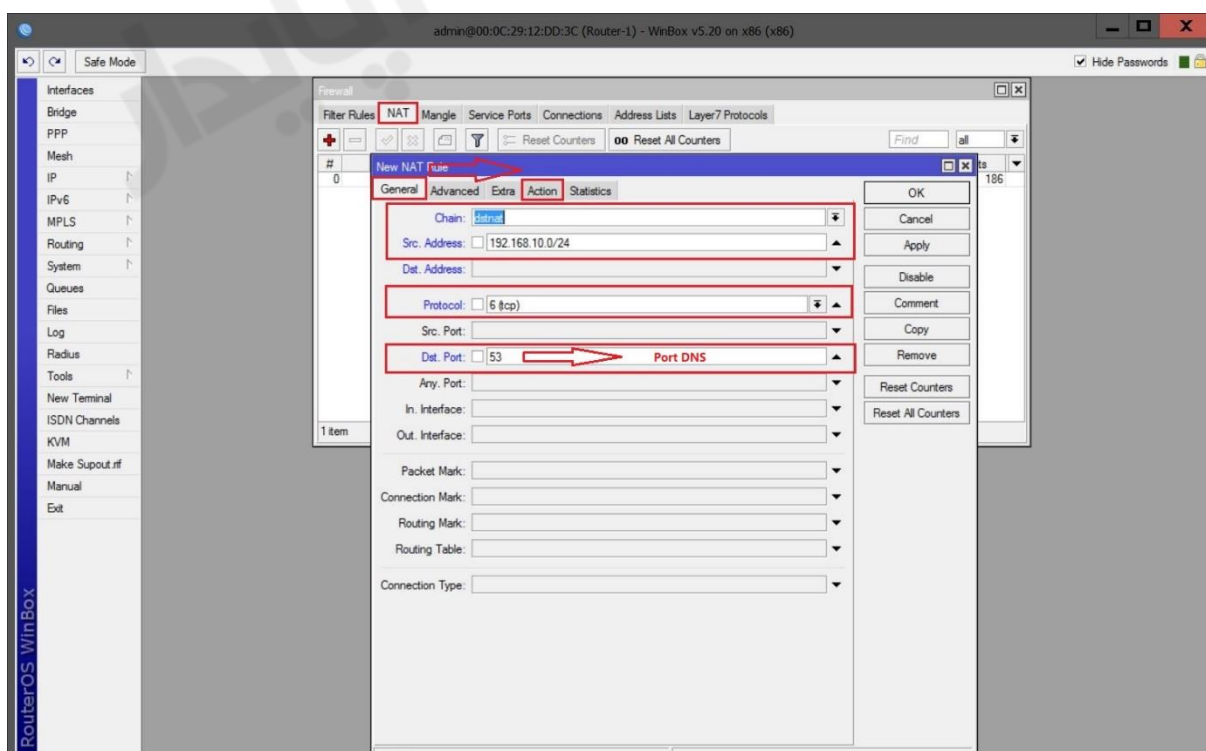 admin@00:0C:29:12:DD:3C (Router-1) - WinBox v5.20 on x86 (x86)
Safe Mode
Hide Passwords
Interfaces
Bridge
PPP
Mesh
IP
IPv6
MPLS
Routing
System
Queues
Files
Log
Radius
Tools
New Terminal
ISDN Channels
KVM
Make Supout.rif
Manual
Exit
RouterOS WinBox
Firewall
Filter Rules NAT Mangle Service Ports Connections Address Lists Layer7 Protocols
Reset Counters 00 Reset All Counters Find all
# ts
0 186
1 item
New NAT Rule
General Advanced Extra Action Statistics
Chain: dstnat
Src. Address: 192.168.10.0/24
Dst. Address:
Protocol: 6 (tcp)
Src. Port:
Dst. Port: 53 Port DNS
Any. Port:
In. Interface:
Out. Interface:
Packet Mark:
Connection Mark:
Routing Mark:
Routing Table:
Connection Type:
OK
Cancel
Apply
Disable
Comment
Copy
Remove
Reset Counters
Reset All Counters